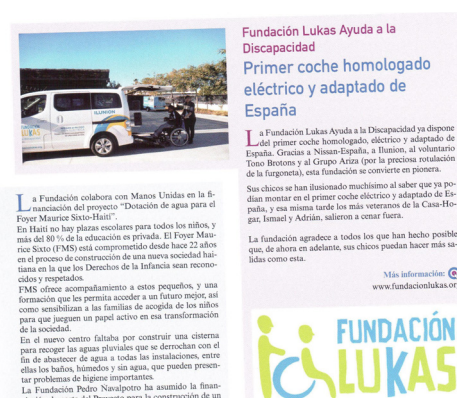 Fundación Lukas Ayuda a la
Discapacidad
Primer coche homologado
eléctrico y adaptado de
España
La Fundación Lukas Ayuda a la Discapacidad ya dispone
del primer coche homologado, eléctrico y adaptado de
España. Gracias a Nissan-España, a Ilunion, al voluntario
Tono Brotons y al Grupo Ariza (por la preciosa rotulación
de la furgoneta), esta fundación se convierte en pionera.
Sus chicos se han ilusionado muchísimo al saber que ya po-
dían montar en el primer coche eléctrico y adaptado de Es-
paña, y esa misma tarde los más veteranos de la Casa-Ho-
gar, Ismael y Adrián, salieron a cenar fuera.
La fundación agradece a todos los que han hecho posible
que, de ahora en adelante, sus chicos puedan hacer más sa-
lidas como esta.
Más información:
www.fundacionlukas.or
FUNDACIÓN
LUKAS
ILUNION
LUKAS
La Fundación colabora con Manos Unidas en la fi-
nanciación del proyecto “Dotación de agua para el
Foyer Maurice Sixto-Haití”.
En Haití no hay plazas escolares para todos los niños, y
más del 80 % de la educación es privada. El Foyer Mau-
rice Sixto (FMS) está comprometido desde hace 22 años
en el proceso de construcción de una nueva sociedad hai-
tiana en la que los Derechos de la Infancia sean recono-
cidos y respetados.
FMS ofrece acompañamiento a estos pequeños, y una
formación que les permita acceder a un futuro mejor, así
como sensibilizan a las familias de acogida de los niños
para que jueguen un papel activo en esa transformación
de la sociedad.
En el nuevo centro faltaba por construir una cisterna
para recoger las aguas pluviales que se derrochan con el
fin de abastecer de agua a todas las instalaciones, entre
ellas los baños, húmedos y sin agua, que pueden presen-
tar problemas de higiene importantes.
La Fundación Pedro Navalpotro ha asumido la finan-